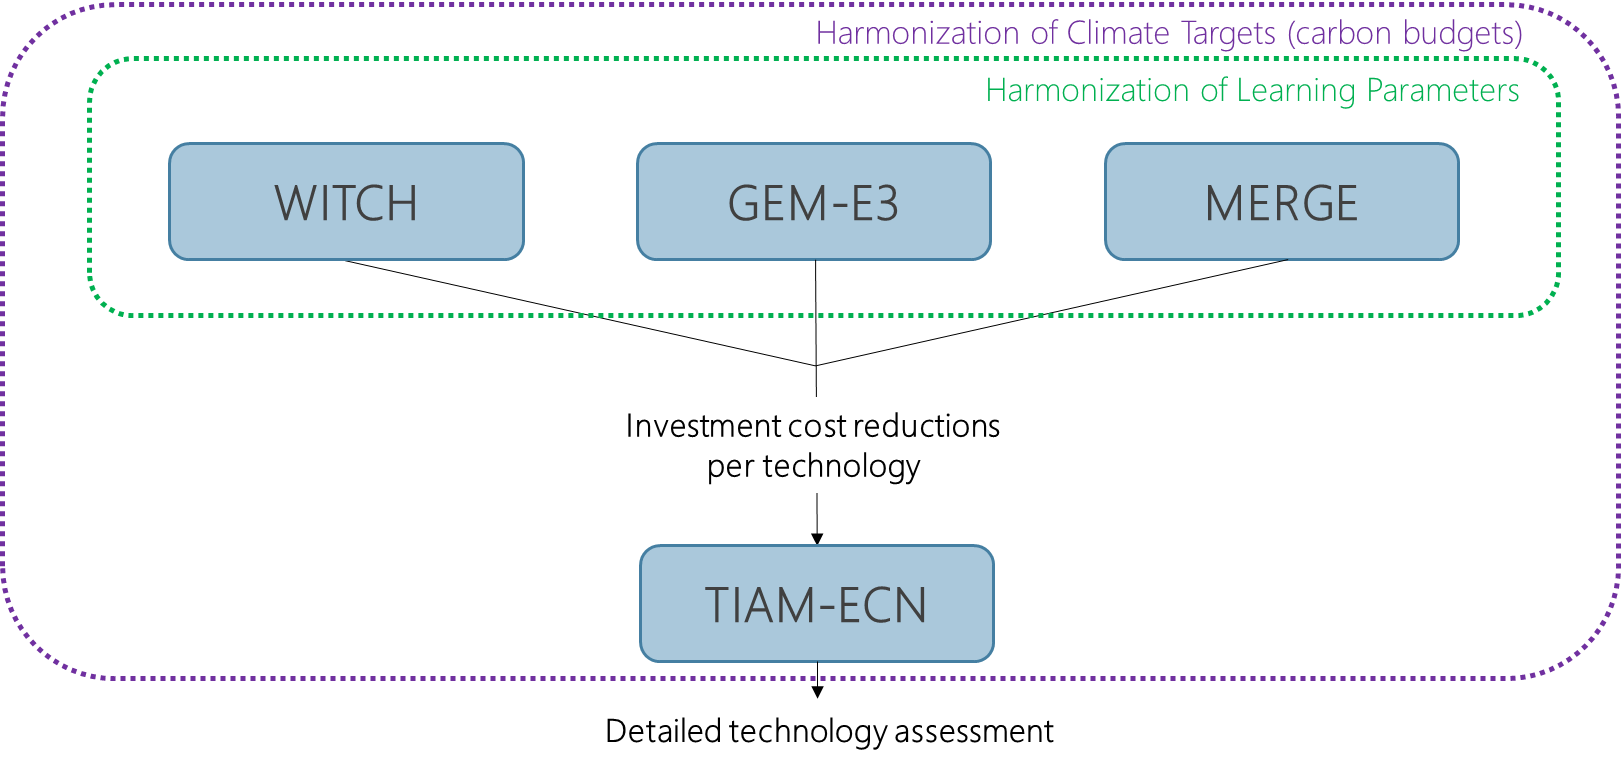 Harmonization of Climate Targets (carbon budgets)
Harmonization of Learning Parameters
WITCH
GEM-E3
MERGE
Investment cost reductions
per technology
TIAM-ECN
Detailed technology assessment